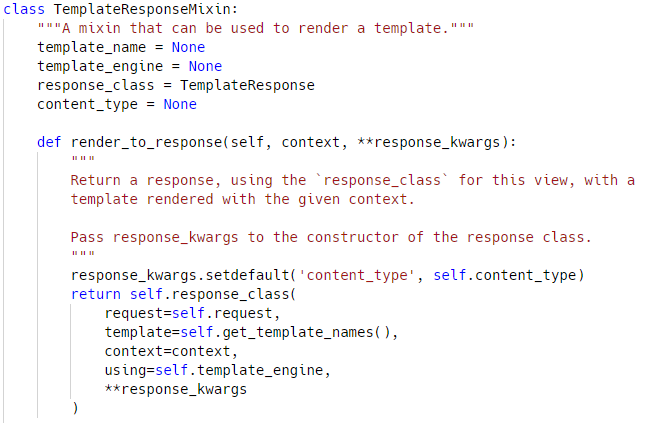 class TemplateResponseMixin:
    """A mixin that can be used to render a template."""
    template_name = None
    template_engine = None
    response_class = TemplateResponse
    content_type = None

    def render_to_response(self, context, **response_kwargs):
        """
        Return a response, using the `response_class` for this view, with a
        template rendered with the given context.

        Pass response_kwargs to the constructor of the response class.
        """
        response_kwargs.setdefault('content_type', self.content_type)
        return self.response_class(
            request=self.request,
            template=self.get_template_names(),
            context=context,
            using=self.template_engine,
            **response_kwargs
        )